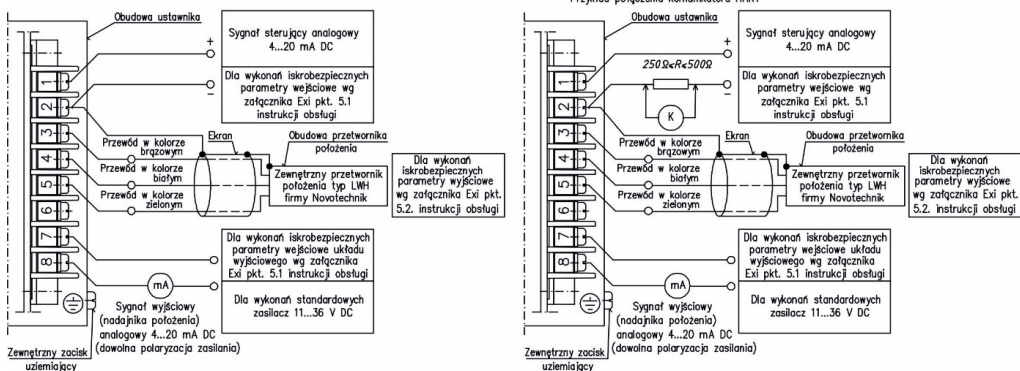 Przykład połączenia komunikatora HART
Obudowa ustawnika
+
−
Sygnał sterujący analogowy
4...20 mA DC
Dla wykonań iskrobezpiecznych
parametry wejściowe wg
załącznika Exi pkt. 5.1
instrukcji obsługi
1
2
3
4
5
6
7
8
Przewód w kolorze
brązowym
Przewód w kolorze
białym
Przewód w kolorze
zielonym
Ekran
Obudowa przetwornika
położenia
Zewnętrzny przetwornik
położenia typ LWH
firmy Novotechnik
Dla wykonań
iskrobezpiecznych
parametry wyjściowe
wg załącznika Exi pkt.
5.2. instrukcji obsługi
Dla wykonań iskrobezpiecznych
parametry wejściowe układu
wyjściowego wg załącznika
Exi pkt. 5.1 instrukcji obsługi
Dla wykonań standardowych
zasilacz 11...36 V DC
mA
Sygnał wyjściowy
(nadajnika położenia)
analogowy 4...20 mA DC
(dowolna polaryzacja zasilania)
Zewnętrzny zacisk
uziemiający
Obudowa ustawnika
+
−
250Ω≤R≤500Ω
K
Sygnał sterujący analogowy
4...20 mA DC
Dla wykonań iskrobezpiecznych
parametry wejściowe wg
załącznika Exi pkt. 5.1
instrukcji obsługi
1
2
3
4
5
6
7
8
Przewód w kolorze
brązowym
Przewód w kolorze
białym
Przewód w kolorze
zielonym
Ekran
Obudowa przetwornika
położenia
Zewnętrzny przetwornik
położenia typ LWH
firmy Novotechnik
Dla wykonań
iskrobezpiecznych
parametry wyjściowe
wg załącznika Exi pkt.
5.2. instrukcji obsługi
Dla wykonań iskrobezpiecznych
parametry wejściowe układu
wyjściowego wg załącznika
Exi pkt. 5.1 instrukcji obsługi
Dla wykonań standardowych
zasilacz 11...36 V DC
mA
Sygnał wyjściowy
(nadajnika położenia)
analogowy 4...20 mA DC
(dowolna polaryzacja zasilania)
Zewnętrzny zacisk
uziemiający